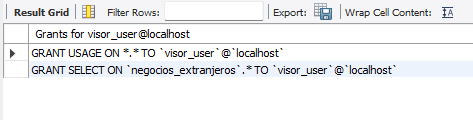 Result Grid Filter Rows: Export: Wrap Cell Content:
Grants for visor_user@localhost
GRANT USAGE ON *.* TO `visor_user`@`localhost`
GRANT SELECT ON `negocios_extranjeros`.* TO `visor_user`@`localhost`